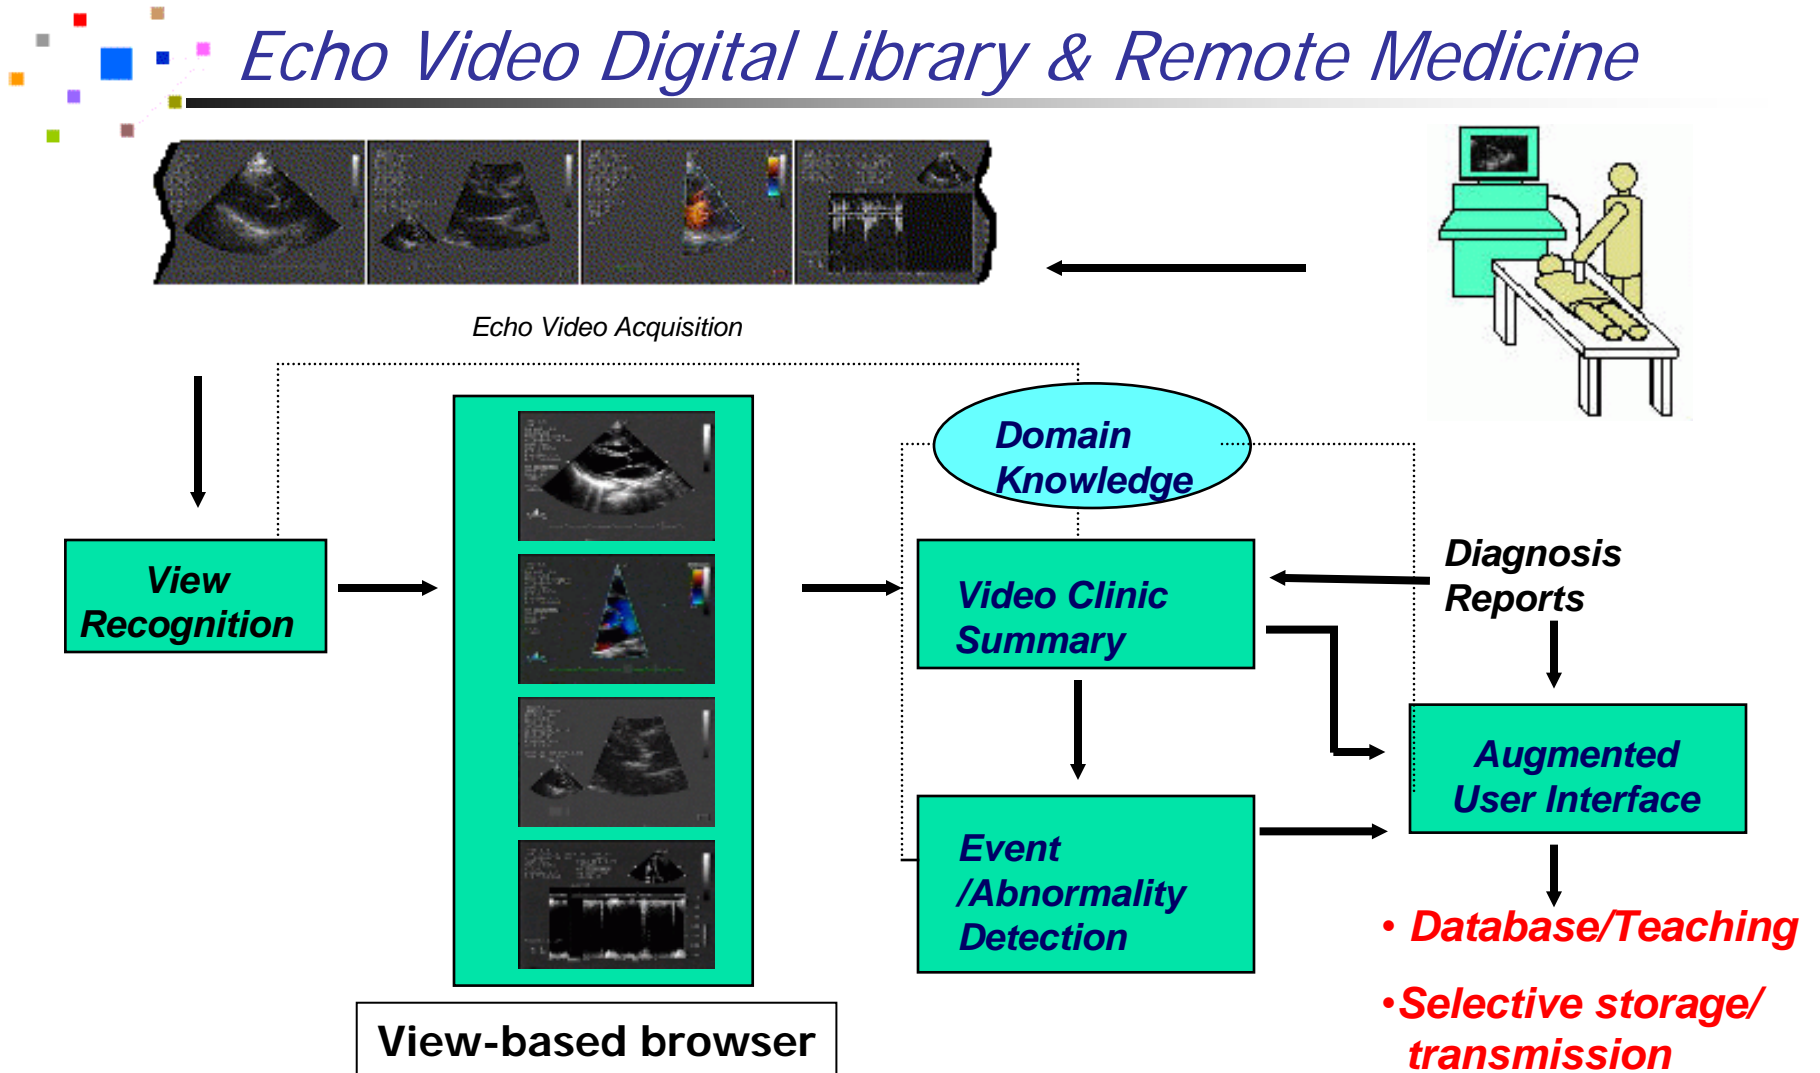 Echo Video Digital Library & Remote Medicine
Echo Video Acquisition
Domain
Knowledge
View
Recognition
Video Clinic
Summary
Diagnosis
Reports
Augmented
User Interface
Event
/Abnormality
Detection
• Database/Teaching
•Selective storage/
transmission
View-based browser